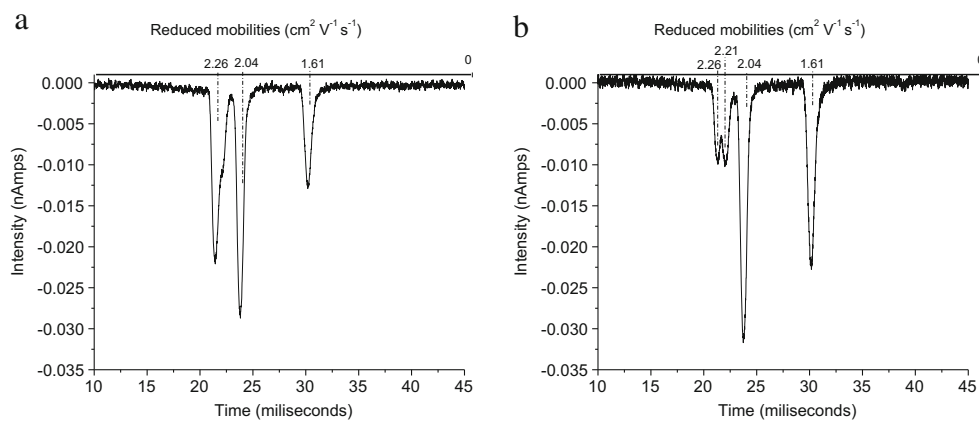 a
Reduced mobilities (cm² V⁻¹ s⁻¹)
2.26 2.04 1.61 0
0.000
-0.005
-0.010
-0.015
-0.020
-0.025
-0.030
-0.035
Intensity (nAmps)
10 15 20 25 30 35 40 45
Time (miliseconds)
b
Reduced mobilities (cm² V⁻¹ s⁻¹)
2.21
2.26 2.04 1.61
0.000
-0.005
-0.010
-0.015
-0.020
-0.025
-0.030
-0.035
Intensity (nAmps)
10 15 20 25 30 35 40 45
Time (miliseconds)